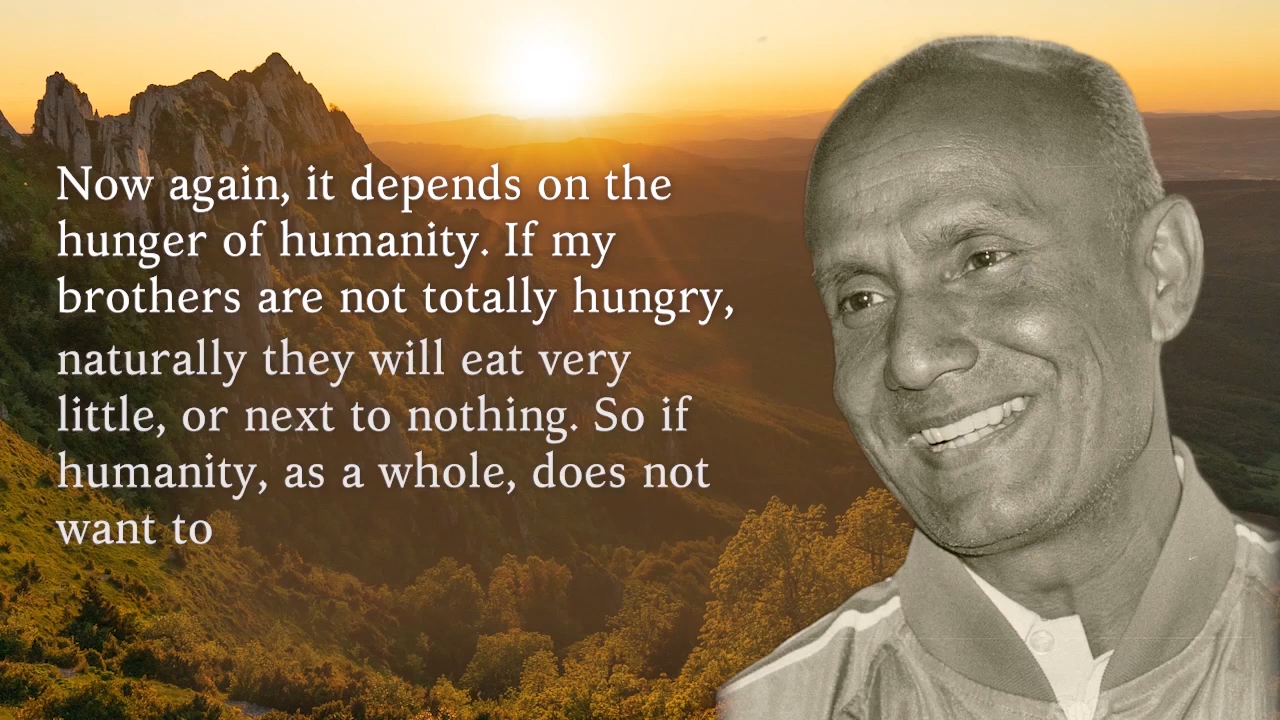 Now again, it depends on the
hunger of humanity. If my
brothers are not totally hungry,
naturally they will eat very
little, or next to nothing. So if
humanity, as a whole, does not
want to